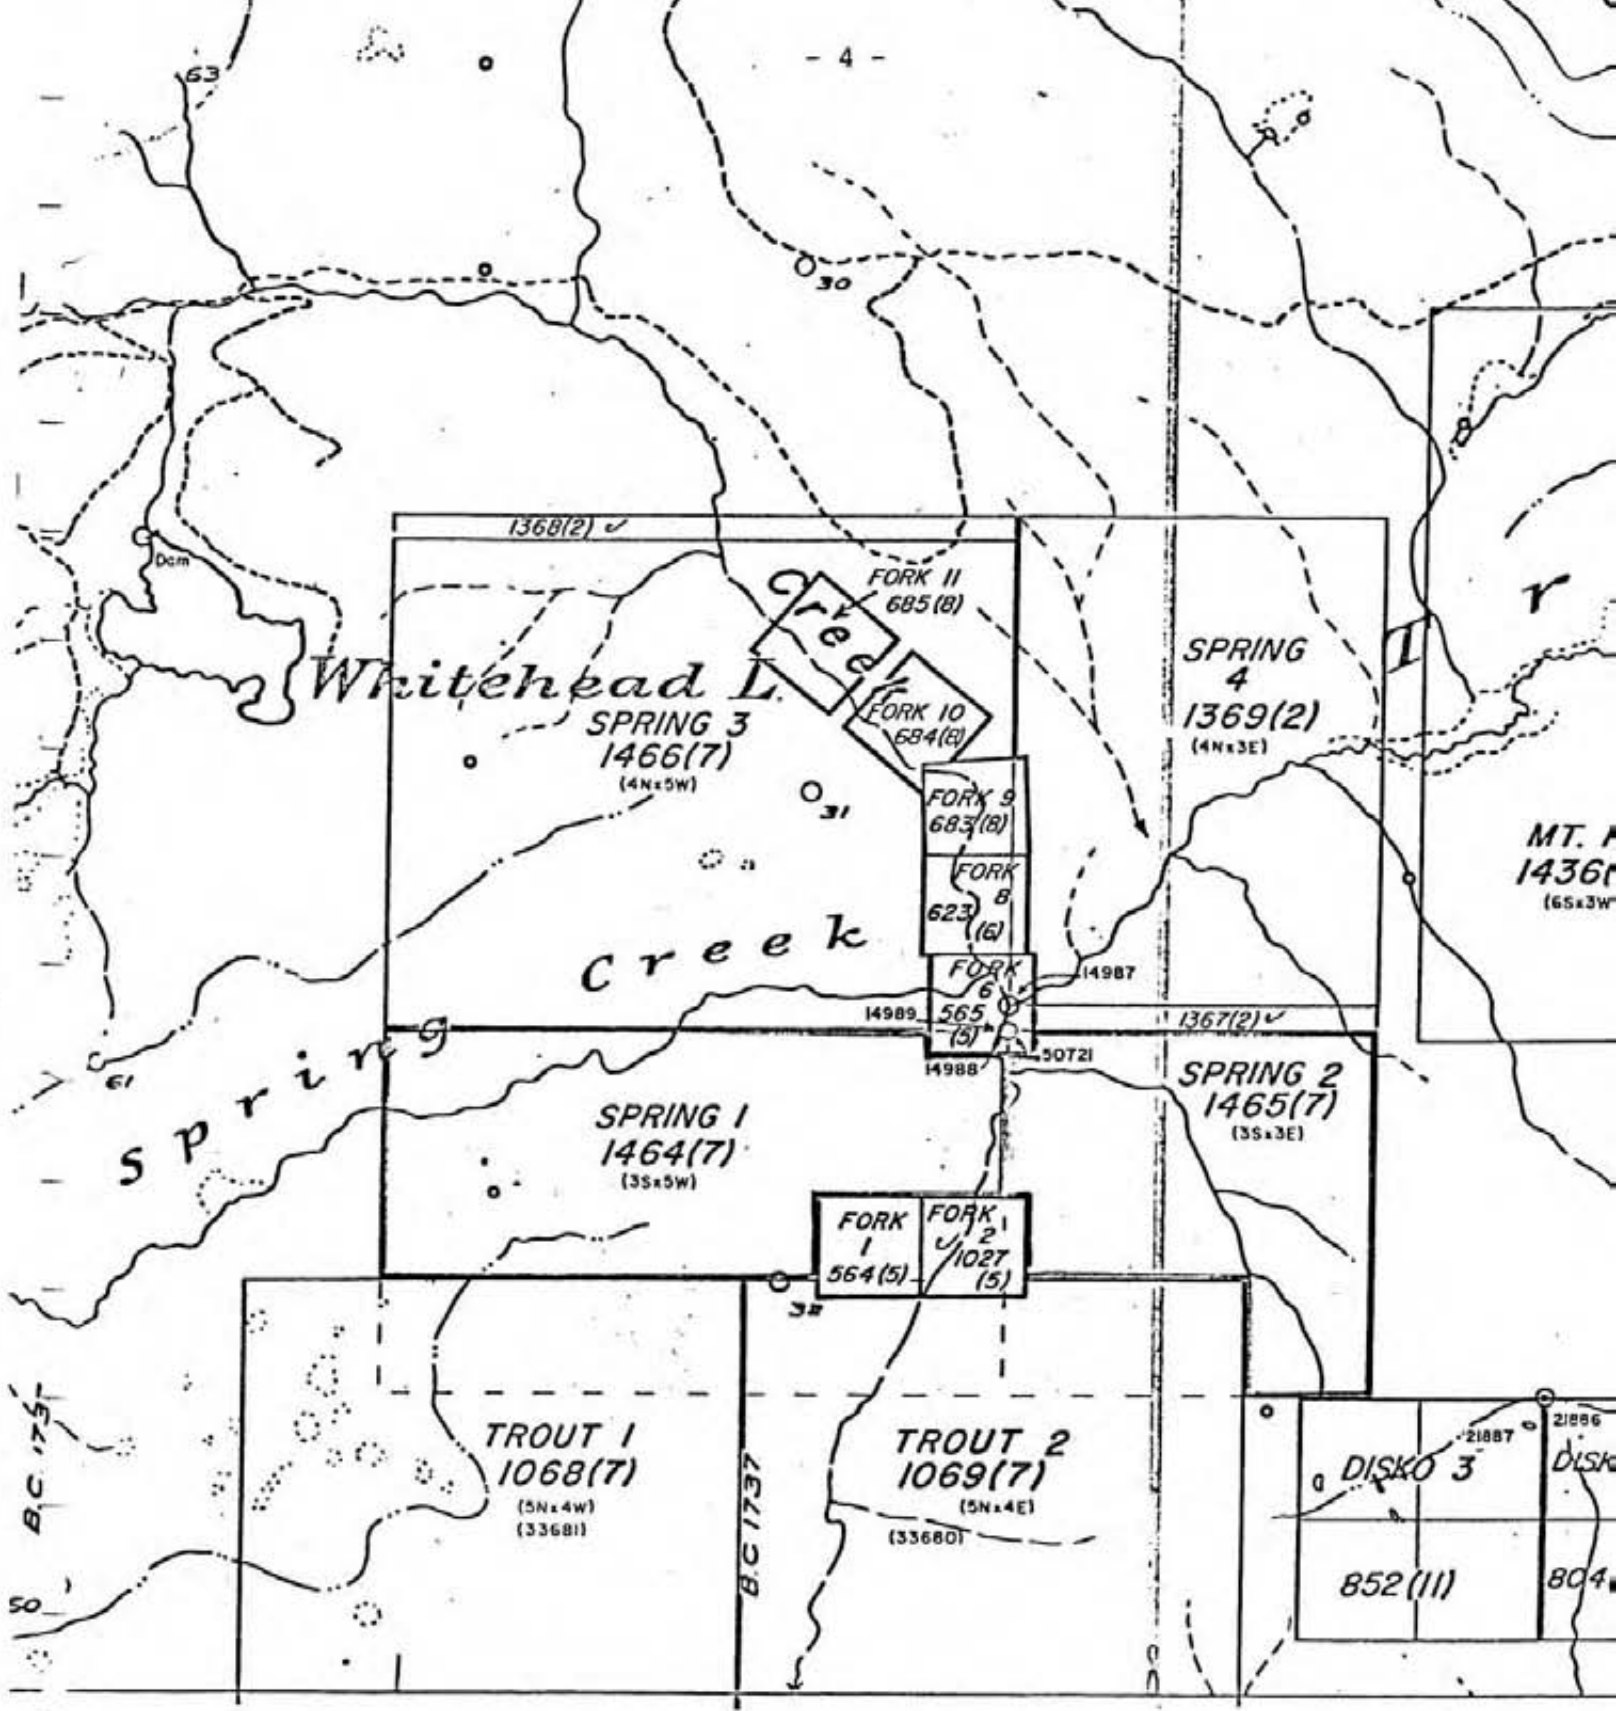 - 4 -
63
30
1368(2) ✓
Dam
Creek
FORK 11
685(8)
I
r
Whitehead L.
SPRING
4
1369(2)
(4N x 3E)
FORK 10
684(8)
SPRING 3
1466(7)
(4N x 5W)
31
FORK 9
683(8)
MT.
1436
(6S x 3W
FORK
8
623
(6)
Spring Creek
FORK
6
565
(5)
14987
14989
1367(2) ✓
50721
14988
61
SPRING 2
1465(7)
(3S x 3E)
SPRING 1
1464(7)
(3S x 5W)
FORK
1
564(5)
FORK
2
✓ 1027
(5)
B.C. 1737
TROUT 1
1068(7)
(5N x 4W)
(33681)
B.C 1737
TROUT 2
1069(7)
(5N x 4E)
(33680)
21886
21887
DISKO 3
DISK
852(11)
804
50